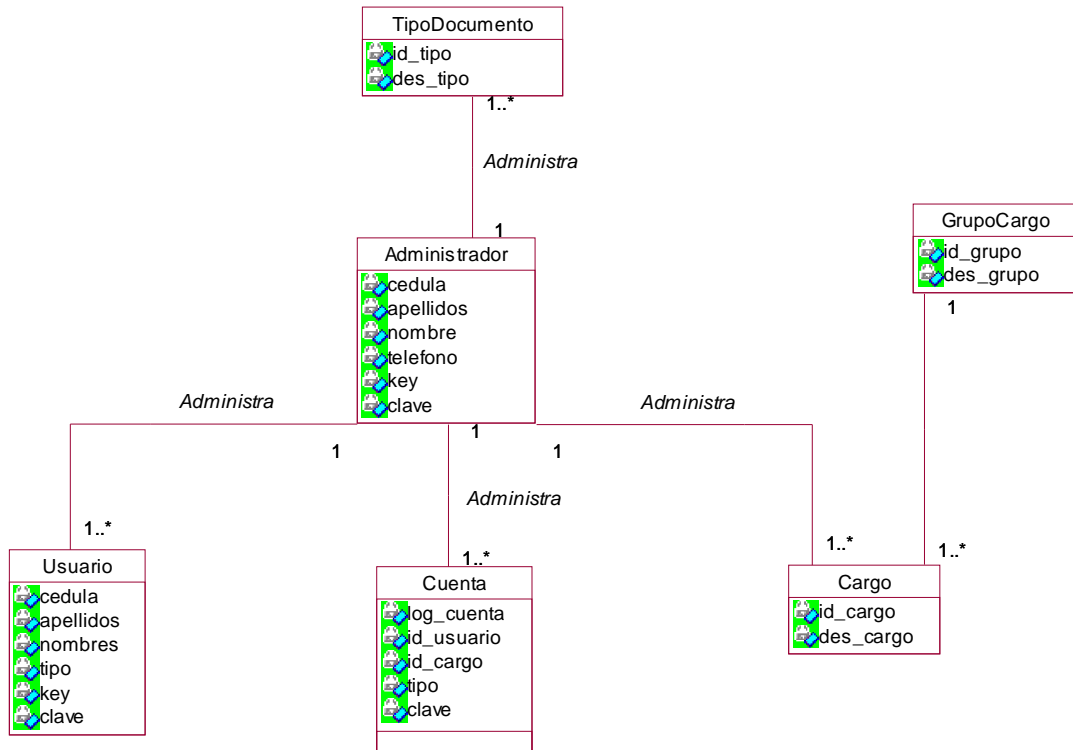 TipoDocumento
id_tipo
des_tipo
1..*
Administra
1
Administrador
cedula
apellidos
nombre
telefono
key
clave
GrupoCargo
id_grupo
des_grupo
1
Administra
1
1
Administra
1
Administra
1..*
1..*
1..*
1..*
Usuario
cedula
apellidos
nombres
tipo
key
clave
Cuenta
log_cuenta
id_usuario
id_cargo
tipo
clave
Cargo
id_cargo
des_cargo